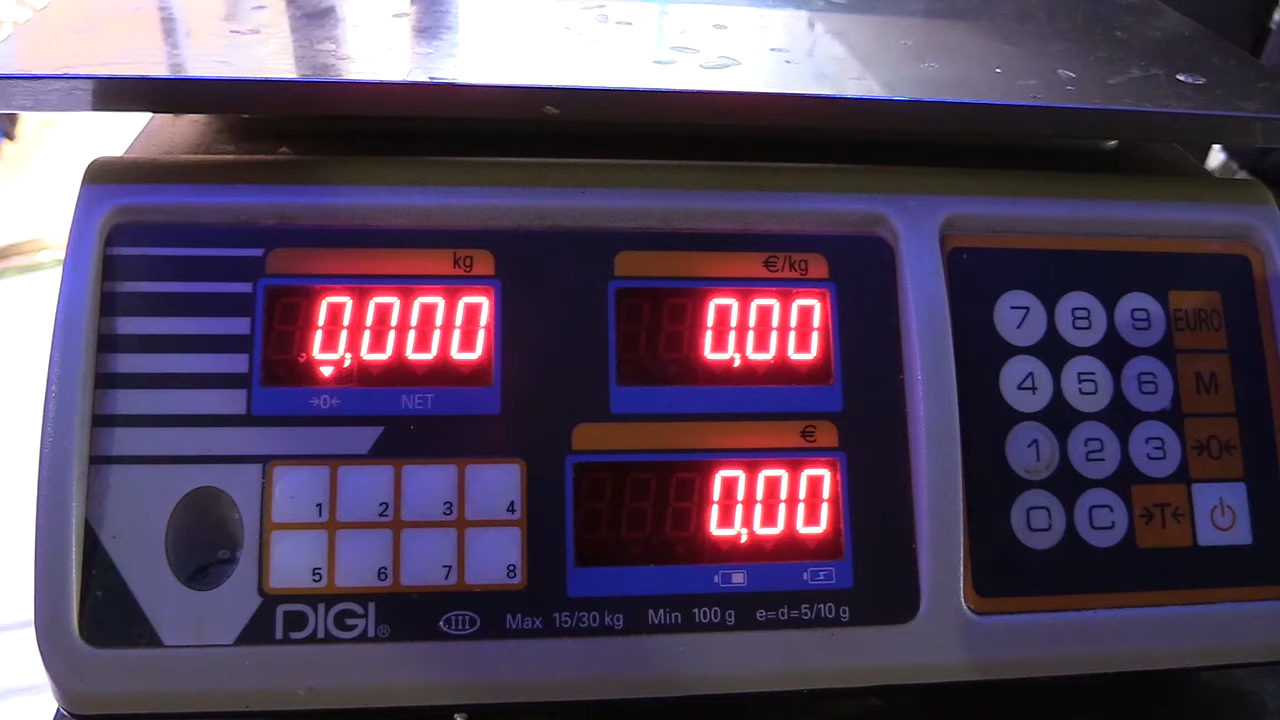 kg
0,000
→0← NET
€/kg
0,00
€
0,00
1 2 3 4
5 6 7 8
DIGI®
III Max 15/30 kg Min 100 g e=d=5/10 g
7 8 9 EURO
4 5 6 M
1 2 3 →0←
0 C →T←